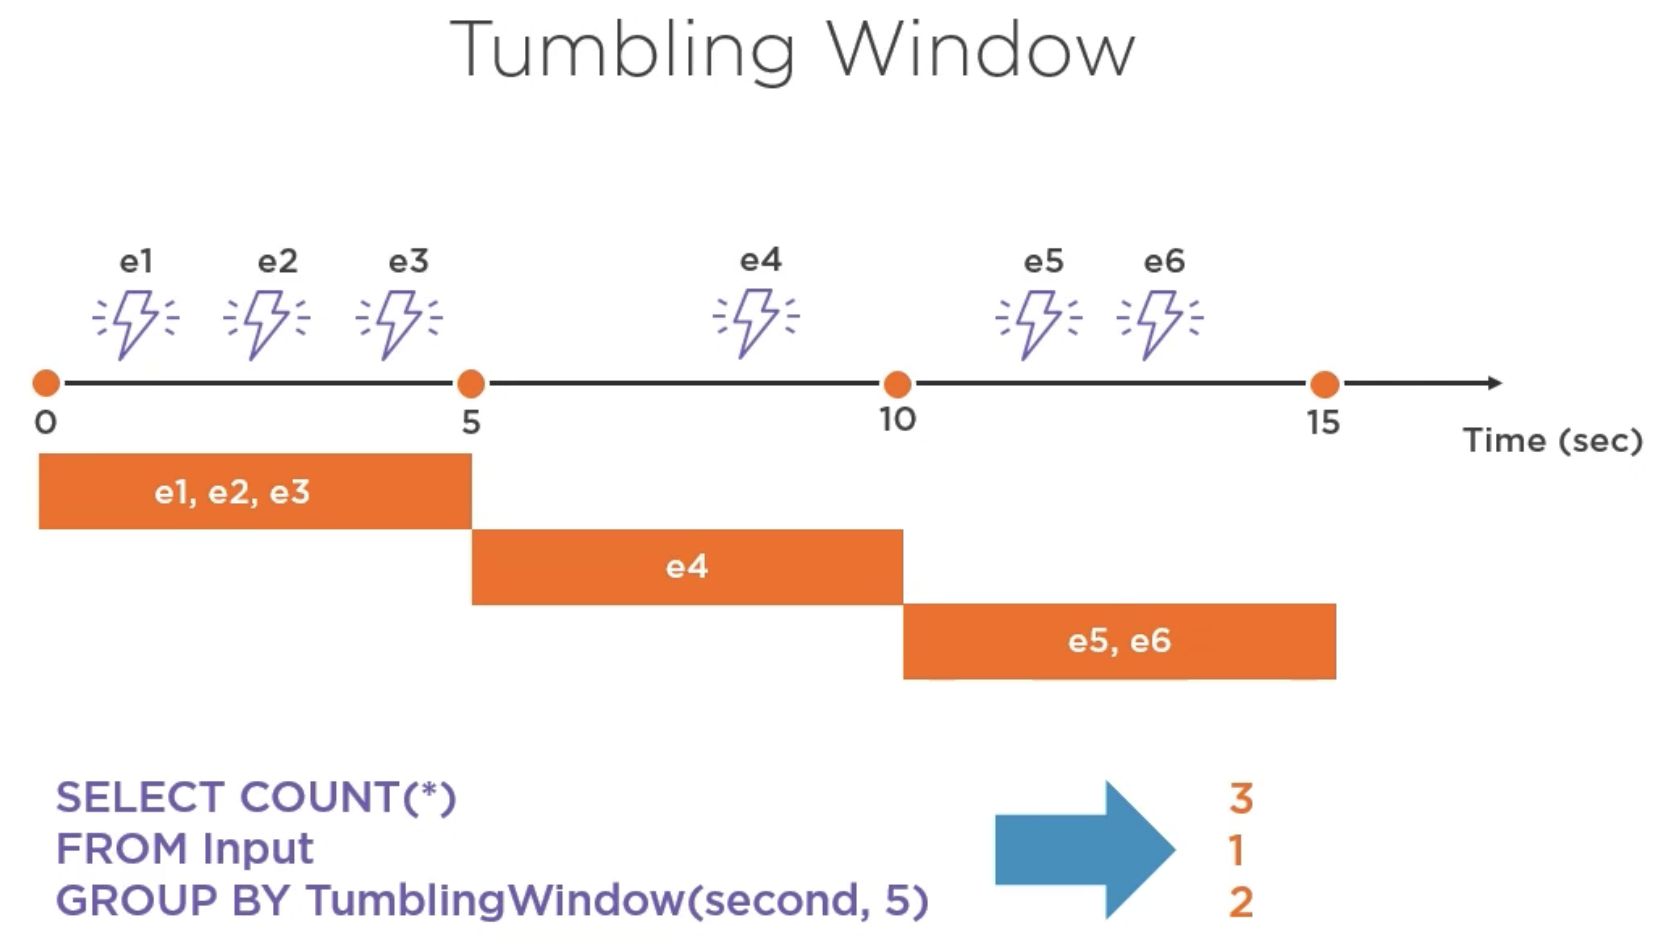 Tumbling Window
e1 e2 e3 e4 e5 e6
0 5 10 15
Time (sec)
e1, e2, e3
e4
e5, e6
SELECT COUNT(*)
FROM Input
GROUP BY TumblingWindow(second, 5)
3
1
2